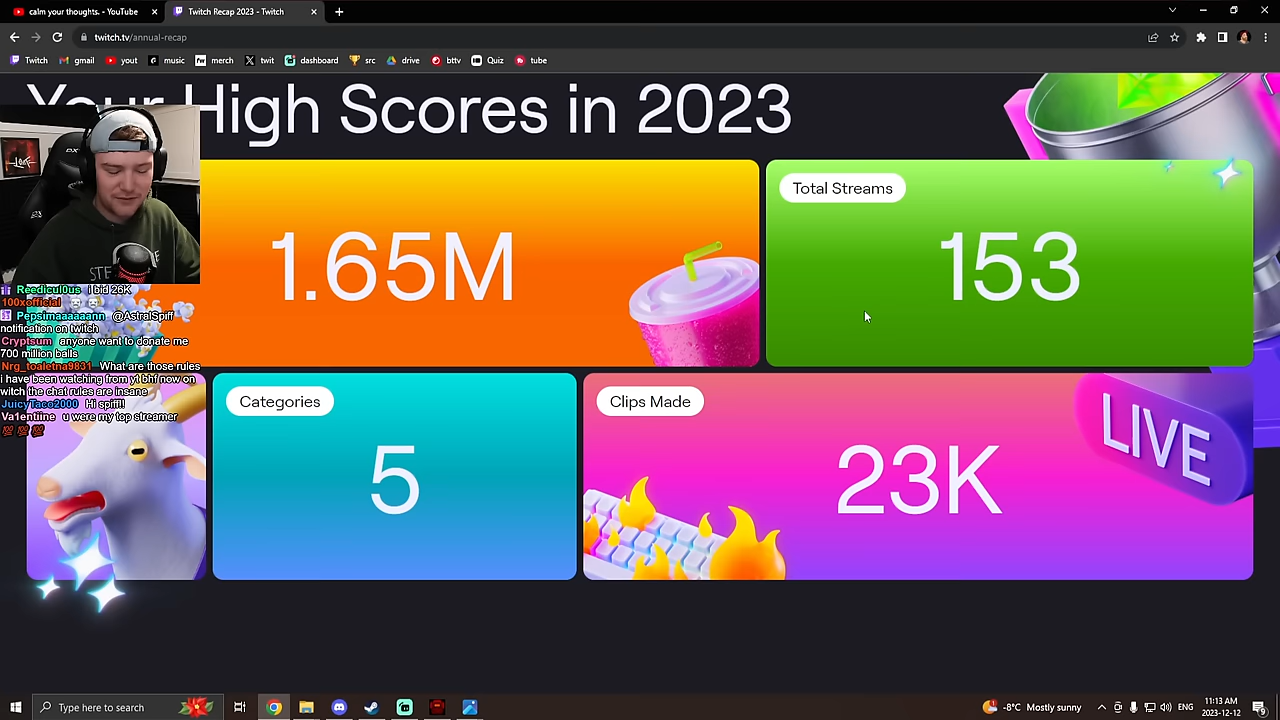 calm your thoughts. - YouTube
Twitch Recap 2023 - Twitch
twitch.tv/annual-recap
Twitch
gmail
yout
music
merch
twit
dashboard
src
drive
bttv
Quiz
tube
Your High Scores in 2023
1.65M
Total Streams
153
Categories
5
Clips Made
23K
LIVE
Reedicul0us i bid 26K
100xofficial
Pepsimaaaaaann @AstralSpiff
notification on twitch
Cryptsum anyone want to donate me
700 million balls
Nrg_toaletna9831 What are those rules
i have been watching from yt bhf now on
witch the chat rules are insane
JuicyTaco2000 Hi spiff!!
Va1entiine u were my top streamer
💯 💯 💯
Type here to search
-8°C Mostly sunny
ENG
11:13 AM
2023-12-12